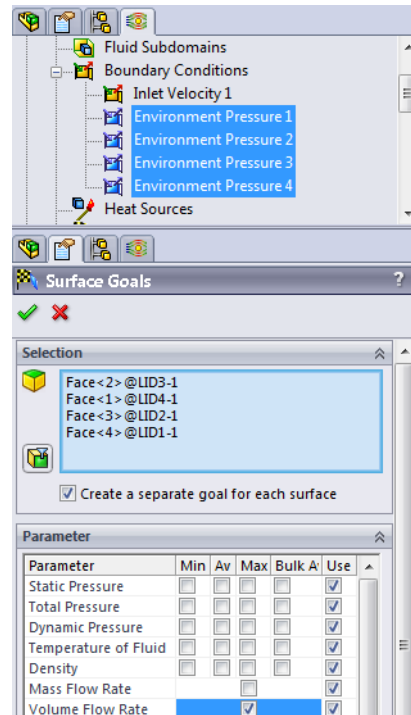 Fluid Subdomains
Boundary Conditions
Inlet Velocity 1
Environment Pressure 1
Environment Pressure 2
Environment Pressure 3
Environment Pressure 4
Heat Sources
Surface Goals ?
Selection
Face<2>@LID3-1
Face<1>@LID4-1
Face<3>@LID2-1
Face<4>@LID1-1
Create a separate goal for each surface
Parameter
Parameter Min Av Max Bulk A Use
Static Pressure
Total Pressure
Dynamic Pressure
Temperature of Fluid
Density
Mass Flow Rate
Volume Flow Rate